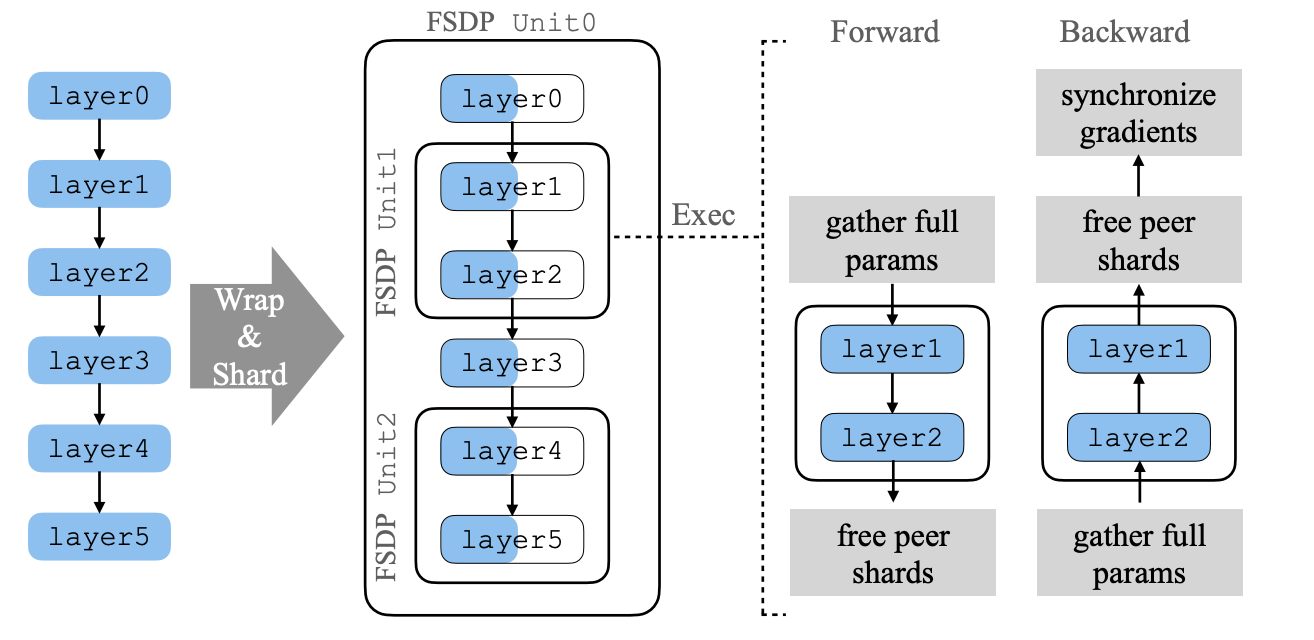 layer0
layer1
layer2
layer3
layer4
layer5
Wrap
&
Shard
FSDP Unit0
layer0
FSDP Unit1
layer1
layer2
layer3
FSDP Unit2
layer4
layer5
Exec
Forward
gather full
params
layer1
layer2
free peer
shards
Backward
synchronize
gradients
free peer
shards
layer1
layer2
gather full
params